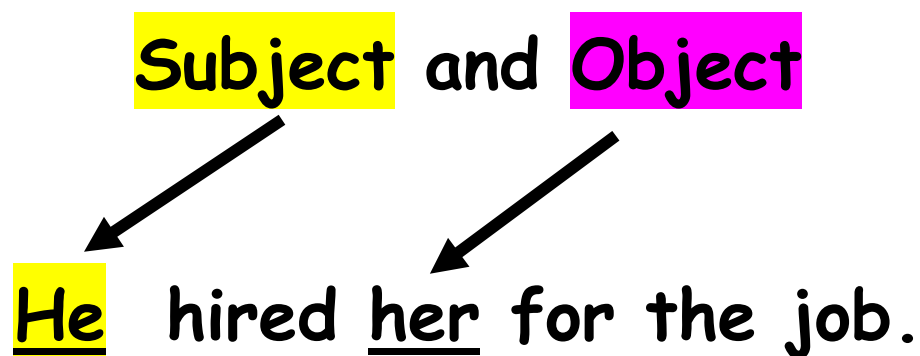 Subject and Object
He hired her for the job.